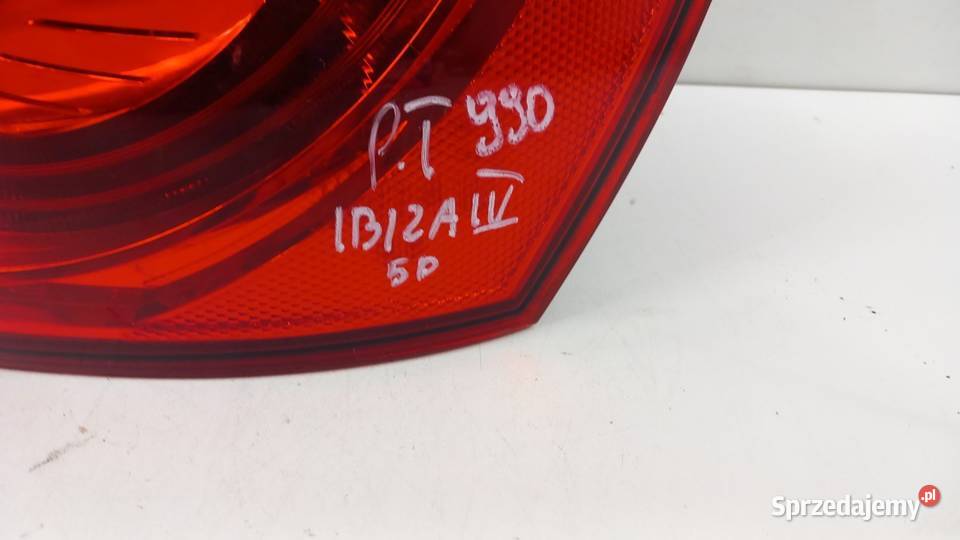 P.T 990
IBIZA IV
5D
Sprzedajemy.pl